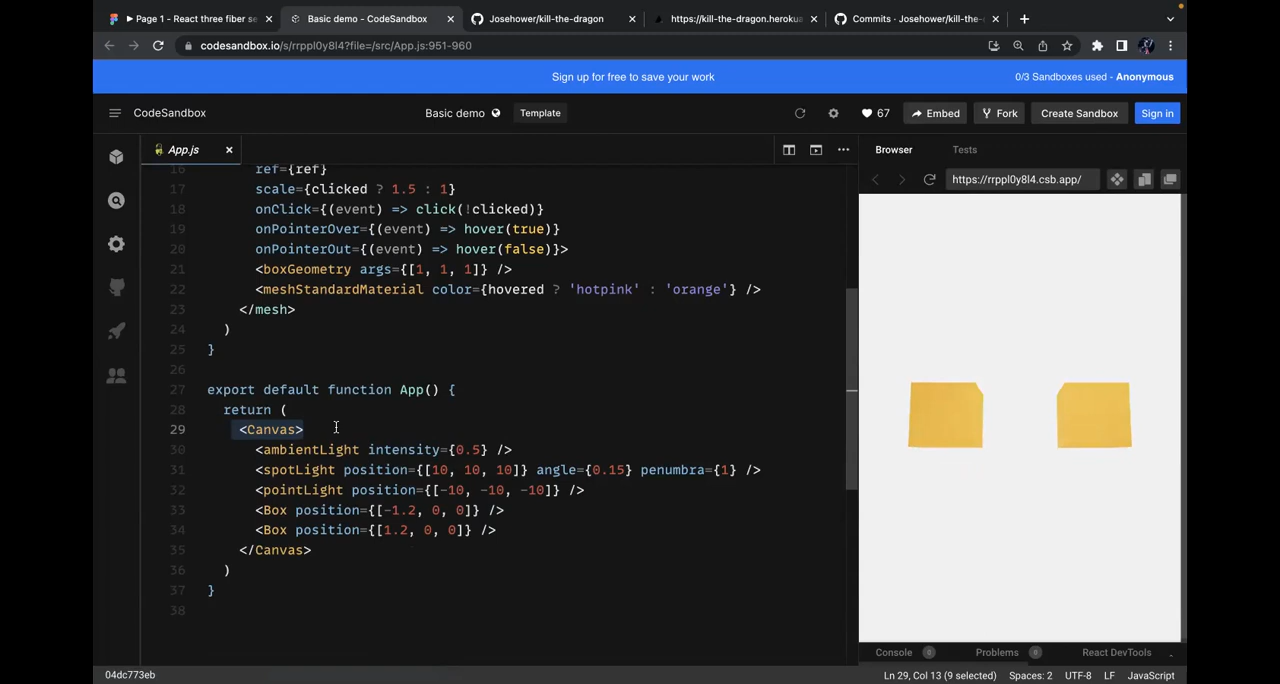 ▶ Page 1 - React three fiber se
Basic demo - CodeSandbox
Josehower/kill-the-dragon
https://kill-the-dragon.herokua
Commits · Josehower/kill-the-
codesandbox.io/s/rrppl0y8l4?file=/src/App.js:951-960
Sign up for free to save your work
0/3 Sandboxes used - Anonymous
CodeSandbox
Basic demo
Template
67
Embed
Fork
Create Sandbox
Sign in
App.js
Browser
Tests
https://rrppl0y8l4.csb.app/
16 ref={ref}
17 scale={clicked ? 1.5 : 1}
18 onClick={(event) => click(!clicked)}
19 onPointerOver={(event) => hover(true)}
20 onPointerOut={(event) => hover(false)}>
21 <boxGeometry args={[1, 1, 1]} />
22 <meshStandardMaterial color={hovered ? 'hotpink' : 'orange'} />
23 </mesh>
24 )
25 }
26
27 export default function App() {
28 return (
29 <Canvas>
30 <ambientLight intensity={0.5} />
31 <spotLight position={[10, 10, 10]} angle={0.15} penumbra={1} />
32 <pointLight position={[-10, -10, -10]} />
33 <Box position={[-1.2, 0, 0]} />
34 <Box position={[1.2, 0, 0]} />
35 </Canvas>
36 )
37 }
38
Console 0
Problems 0
React DevTools
04dc773eb
Ln 29, Col 13 (9 selected)
Spaces: 2
UTF-8
LF
JavaScript